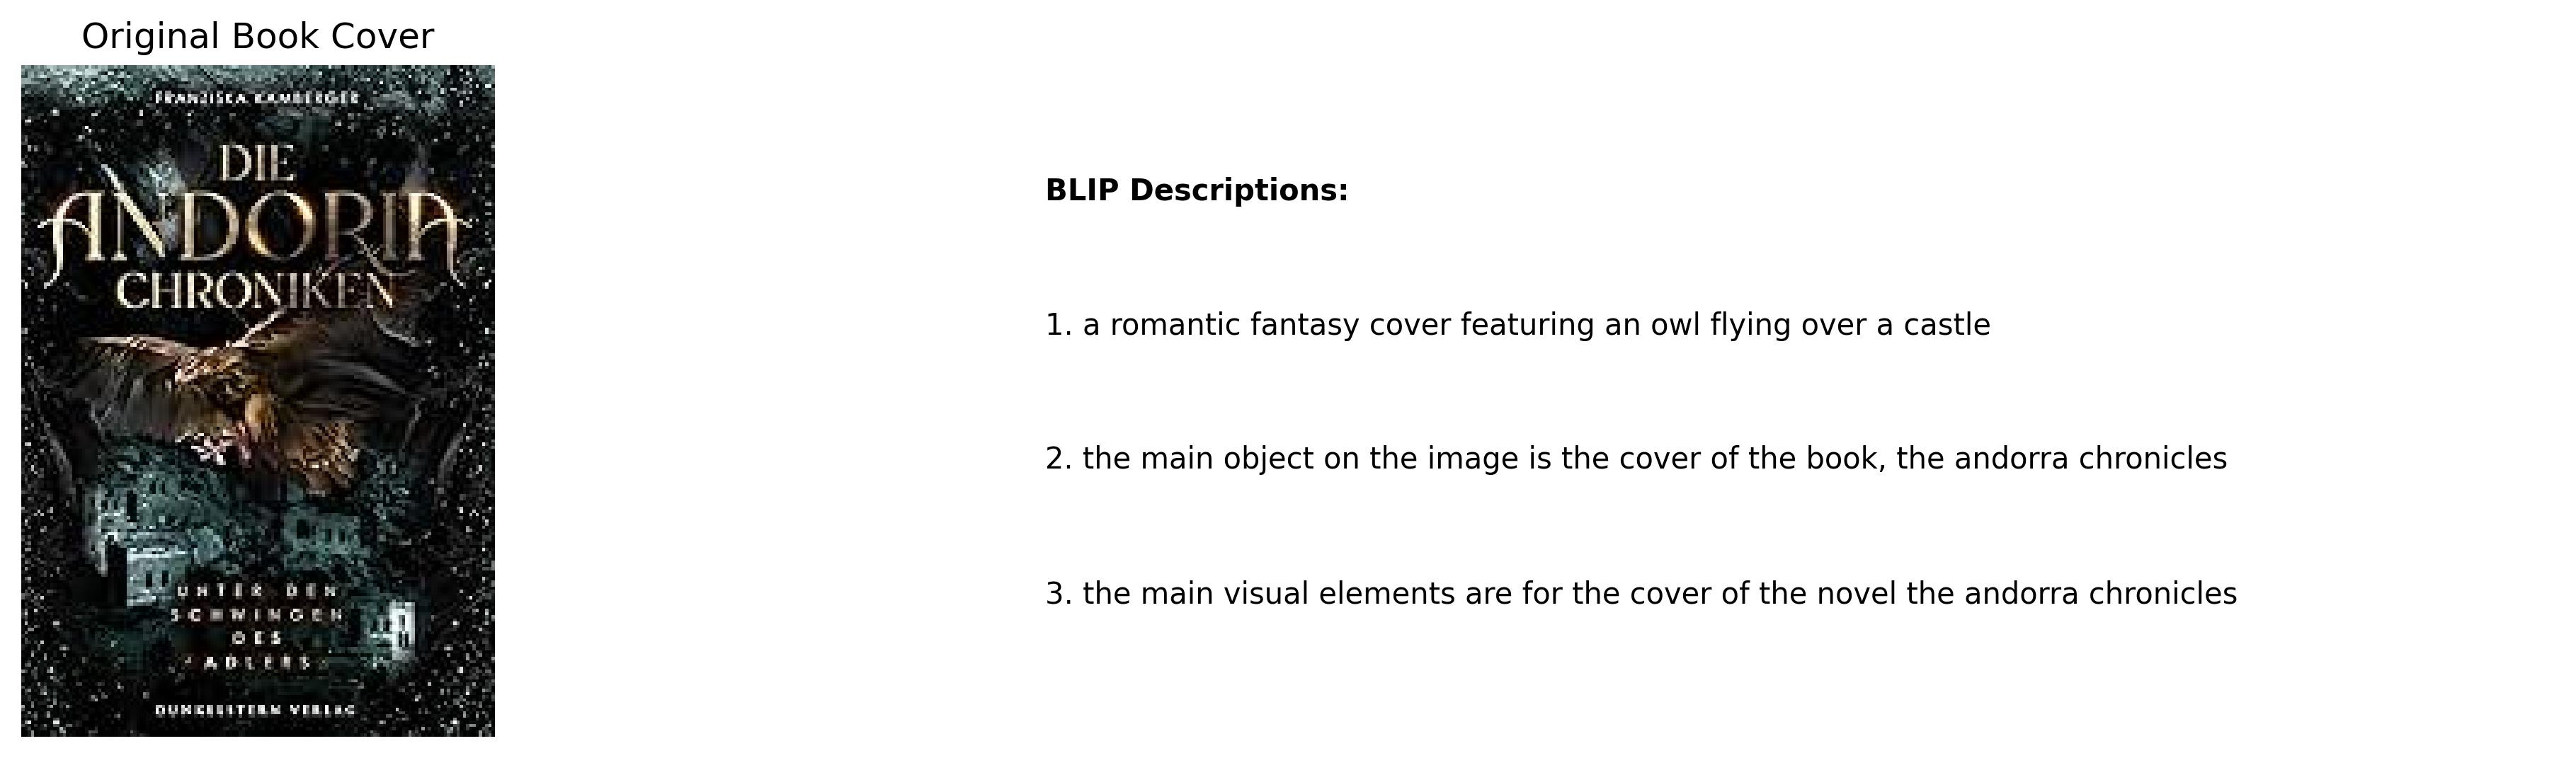 Original Book Cover
FRANZISKA KAMBERGER
DIE
ANDORIA
CHRONIKEN
UNTER DEN
SCHWINGEN
DES
ADLERS
DUNKELSTERN VERLAG
BLIP Descriptions:
1. a romantic fantasy cover featuring an owl flying over a castle
2. the main object on the image is the cover of the book, the andorra chronicles
3. the main visual elements are for the cover of the novel the andorra chronicles